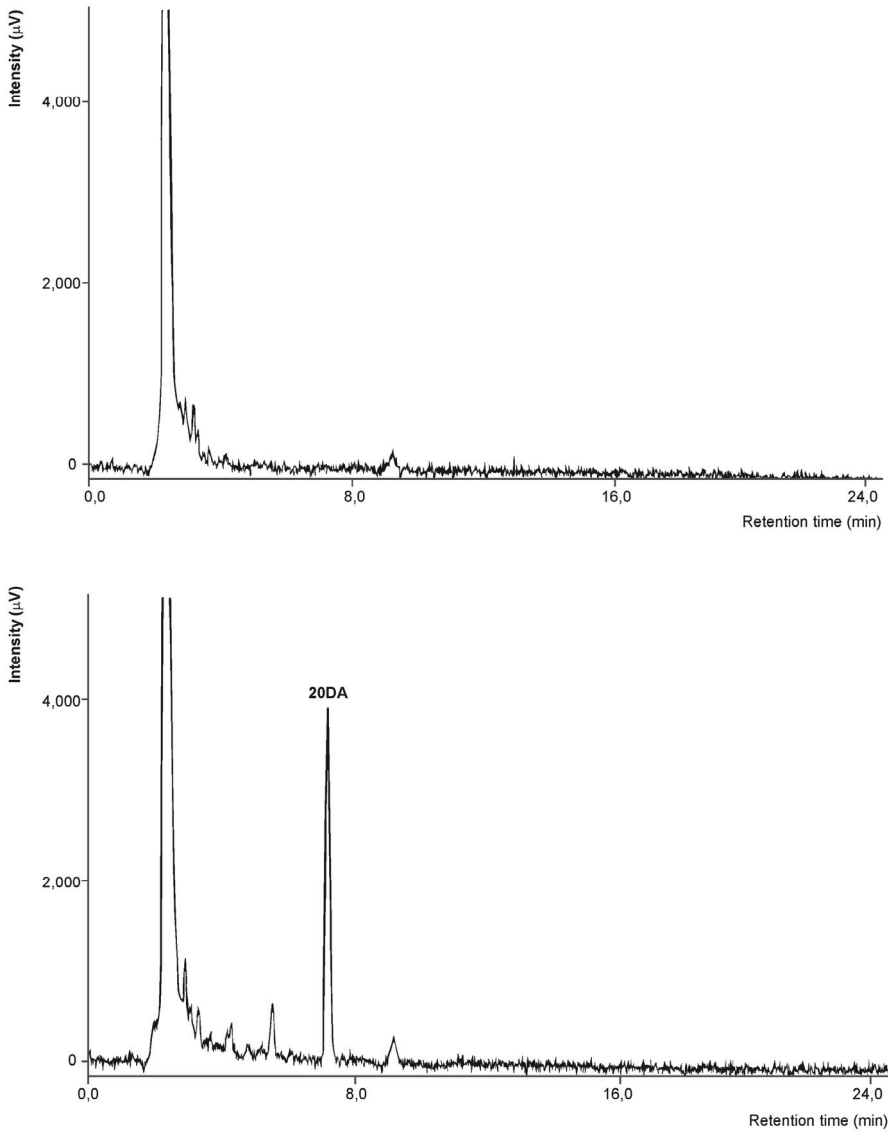 Intensity (µV)
4,000
2,000
0
0,0
8,0
16,0
24,0
Retention time (min)
Intensity (µV)
20DA
4,000
2,000
0
0,0
8,0
16,0
24,0
Retention time (min)